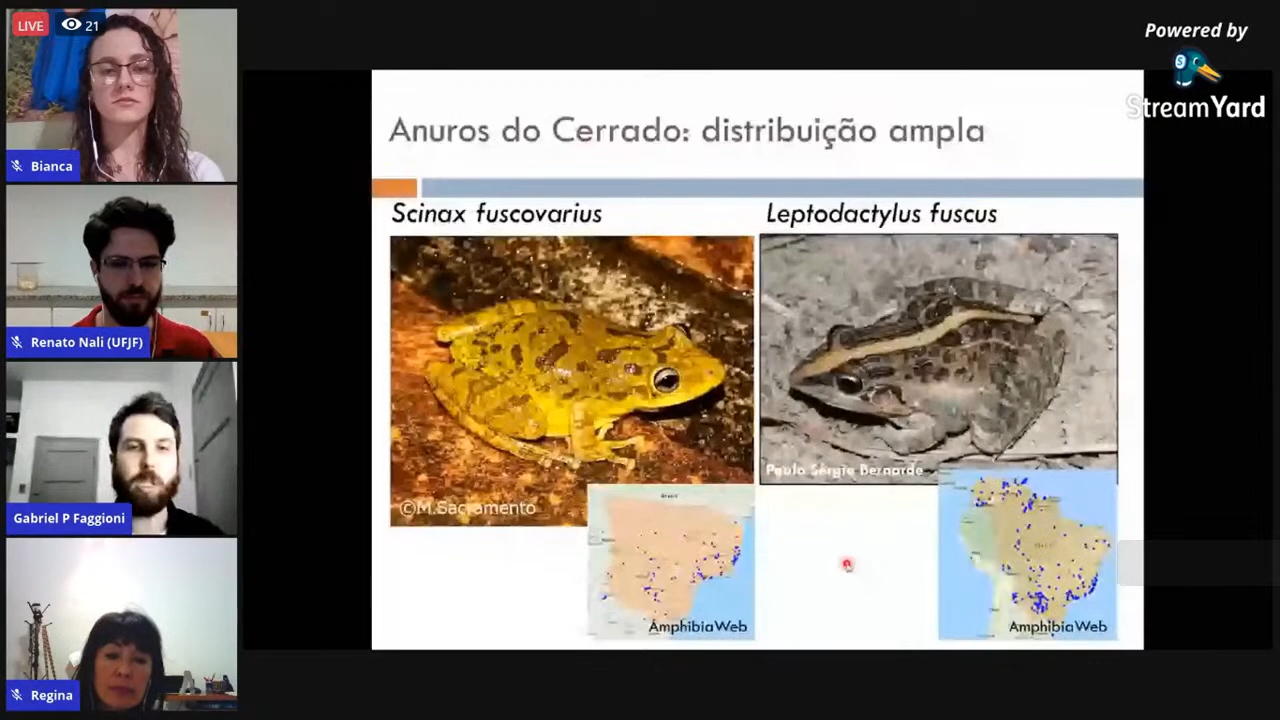 LIVE 21
Bianca
Renato Nali (UFJF)
Gabriel P Faggioni
Regina
Powered by
StreamYard
Anuros do Cerrado: distribuição ampla
Scinax fuscovarius
Leptodactylus fuscus
©M.Sacramento
Paulo Sérgio Bernarde
AmphibiaWeb
AmphibiaWeb